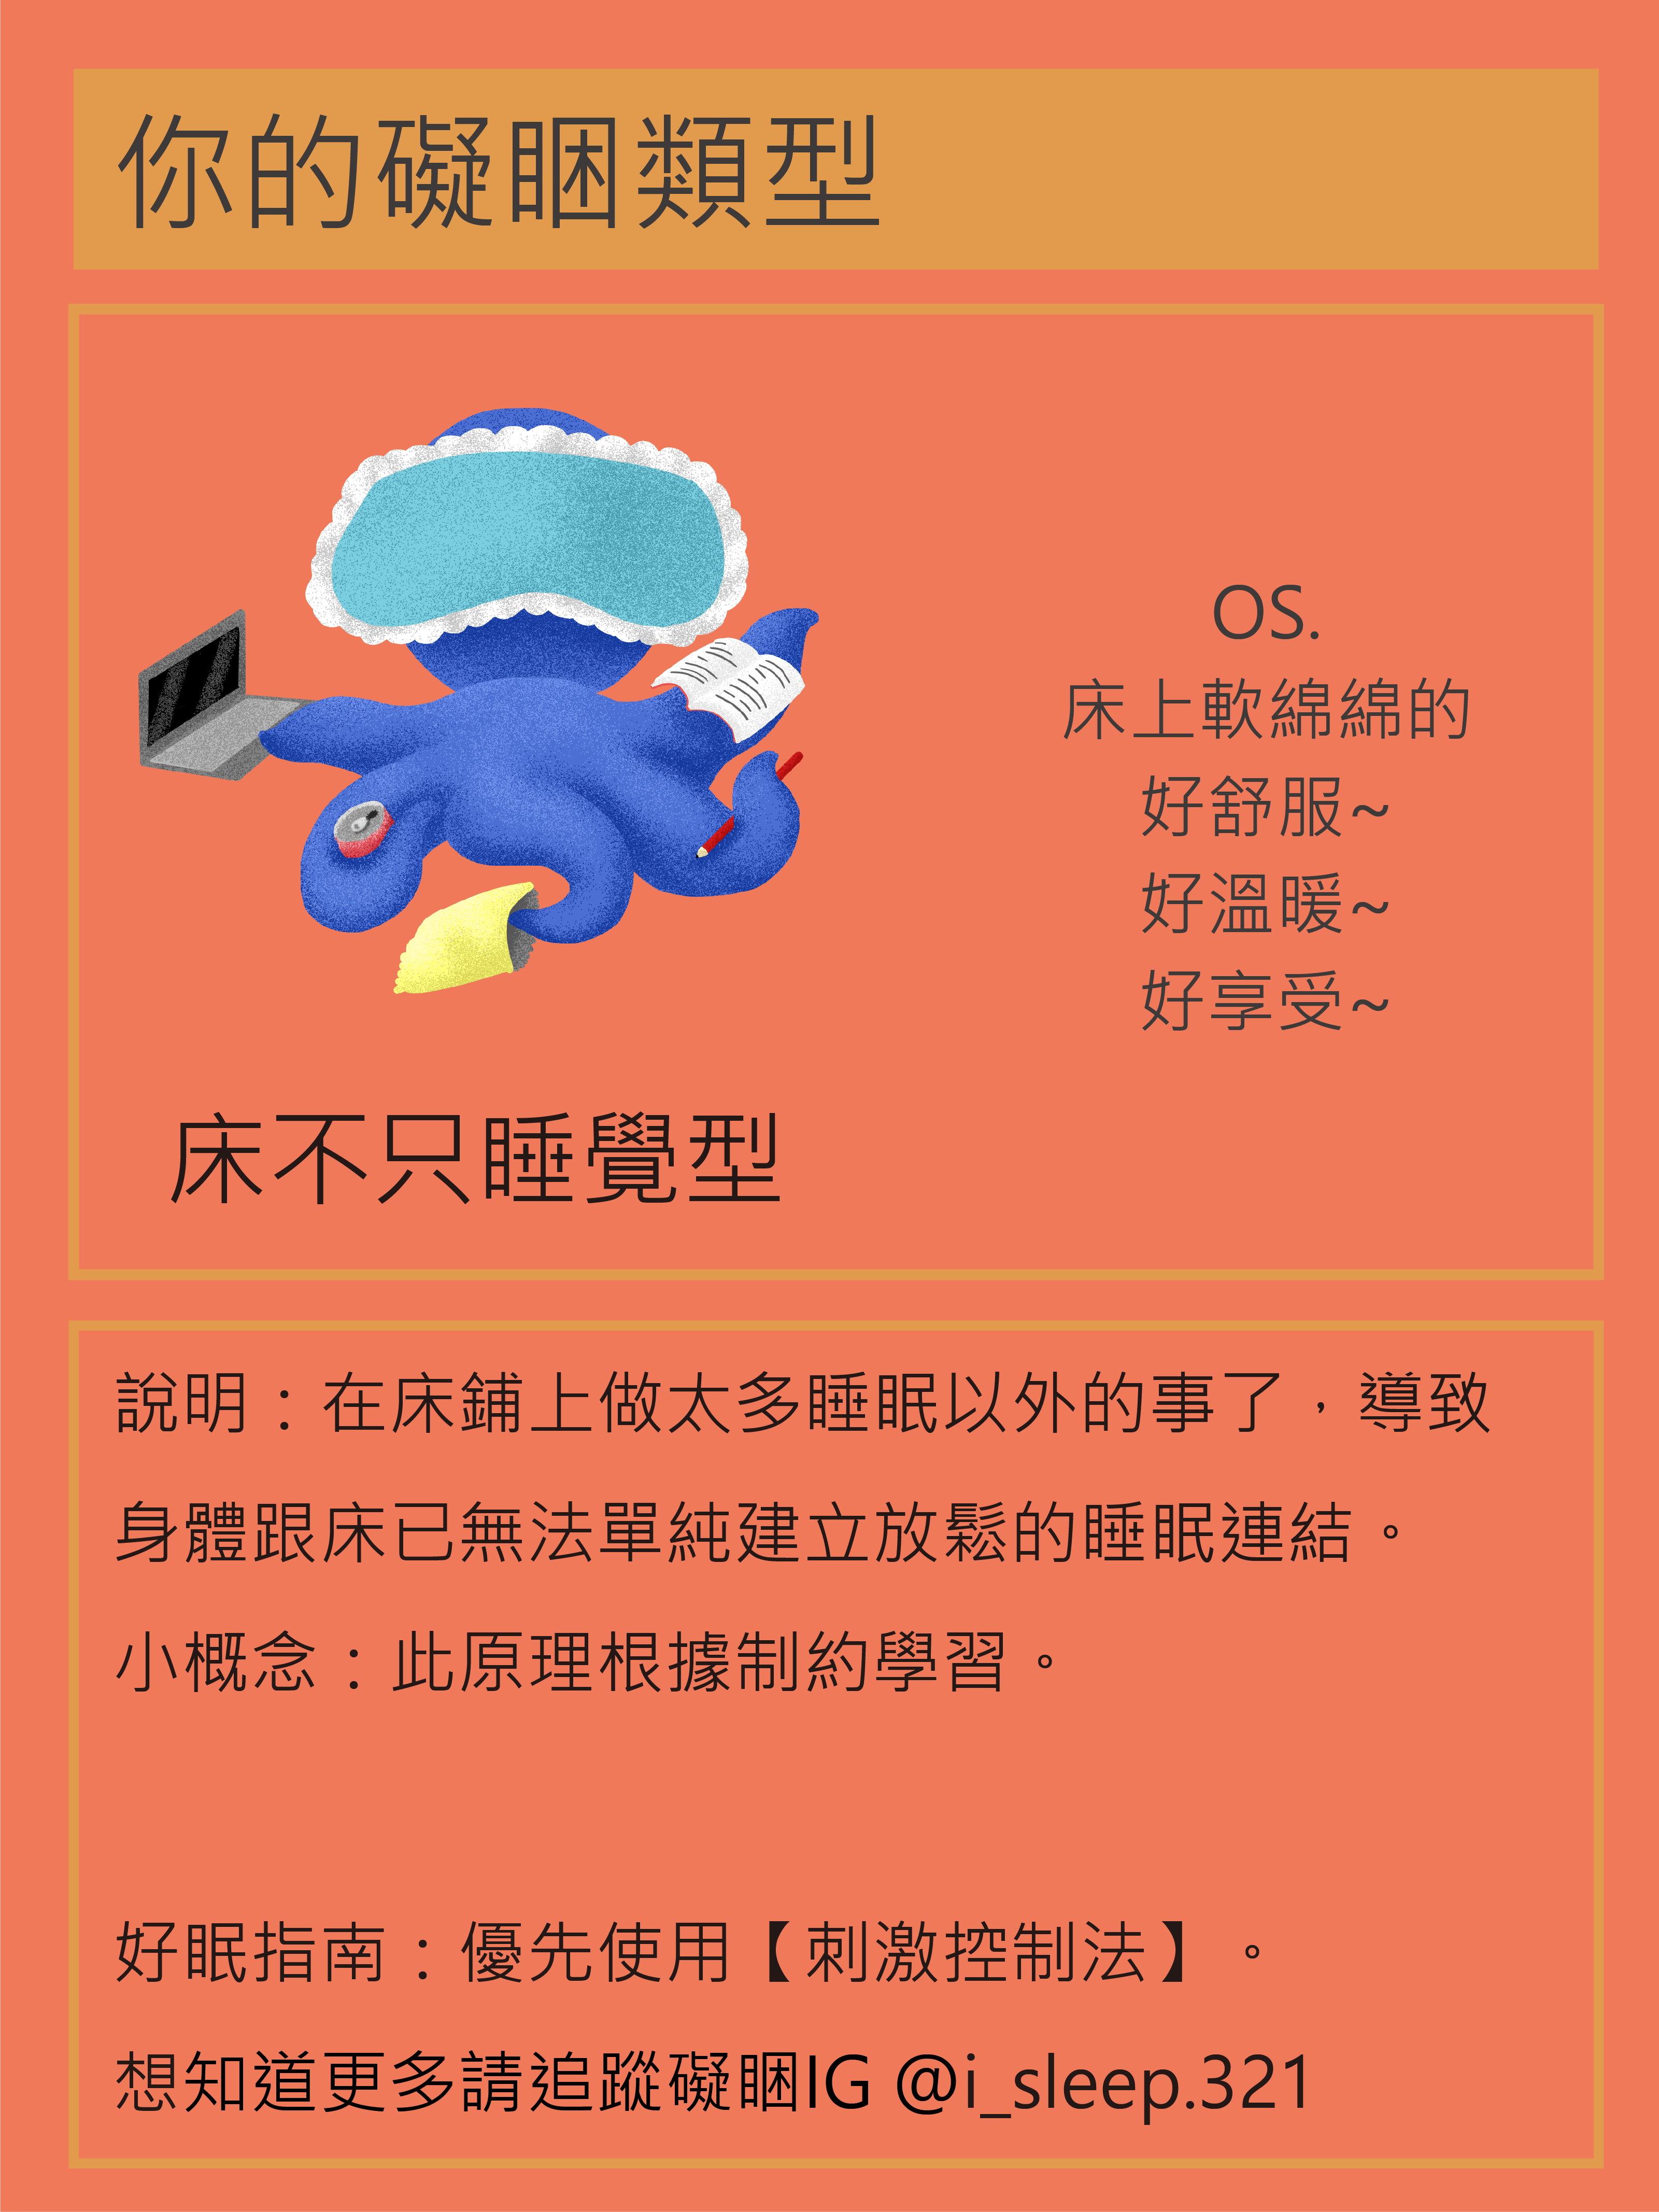 你的礙睏類型
OS.
床上軟綿綿的
好舒服~
好溫暖~
好享受~
床不只睡覺型
說明：在床鋪上做太多睡眠以外的事了，導致
身體跟床已無法單純建立放鬆的睡眠連結。
小概念：此原理根據制約學習。
好眠指南：優先使用【刺激控制法】。
想知道更多請追蹤礙睏IG @i_sleep.321